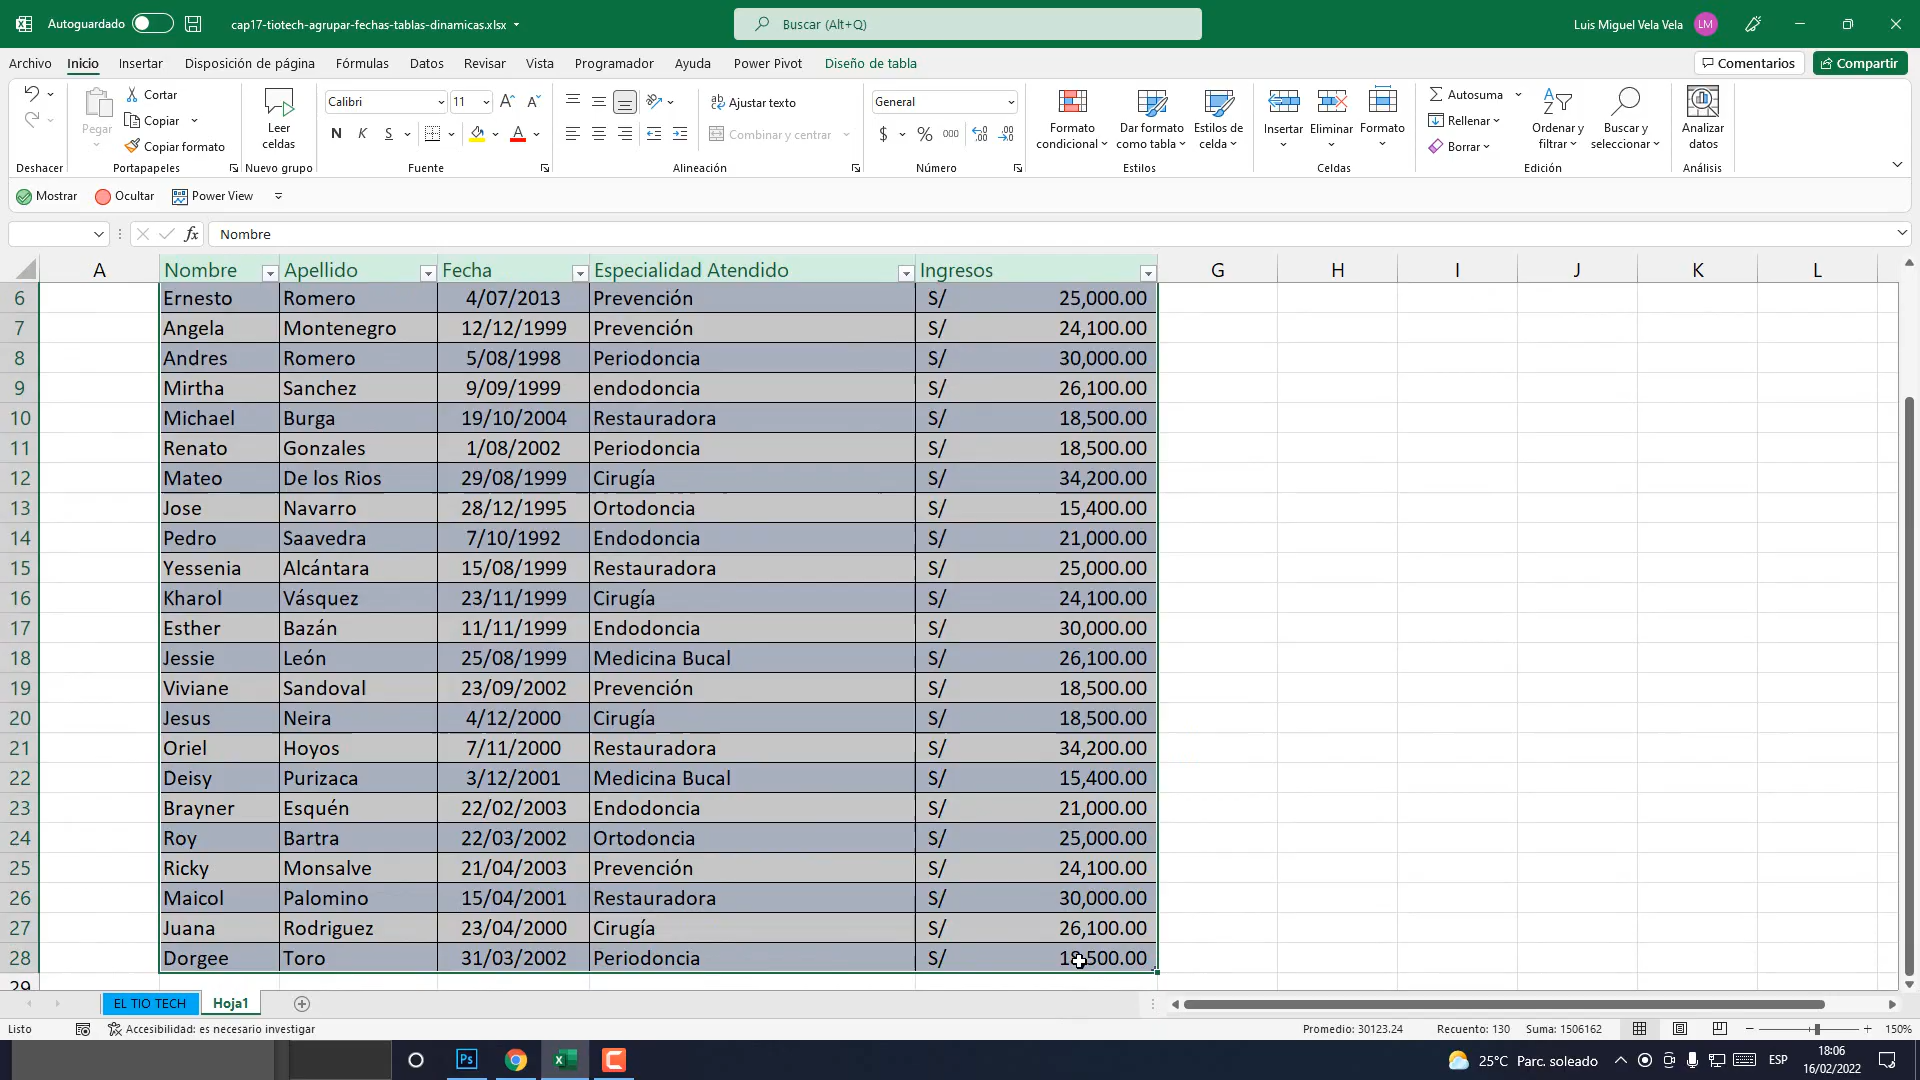 Autoguardado cap17-tiotech-agrupar-fechas-tablas-dinamicas.xlsx Buscar (Alt+Q) Luis Miguel Vela Vela LM
Archivo Inicio Insertar Disposición de página Fórmulas Datos Revisar Vista Programador Ayuda Power Pivot Diseño de tabla Comentarios Compartir
Pegar Cortar Copiar Copiar formato
Leer celdas
Calibri 11 N K S
Ajustar texto Combinar y centrar
General $ % 000
Formato condicional Dar formato como tabla Estilos de celda
Insertar Eliminar Formato
Autosuma Rellenar Borrar
Ordenar y filtrar Buscar y seleccionar
Analizar datos
Deshacer Portapapeles Nuevo grupo Fuente Alineación Número Estilos Celdas Edición Análisis
Mostrar Ocultar Power View
fx Nombre
A Nombre Apellido Fecha Especialidad Atendido Ingresos G H I J K L
6 Ernesto Romero 4/07/2013 Prevención S/ 25,000.00
7 Angela Montenegro 12/12/1999 Prevención S/ 24,100.00
8 Andres Romero 5/08/1998 Periodoncia S/ 30,000.00
9 Mirtha Sanchez 9/09/1999 endodoncia S/ 26,100.00
10 Michael Burga 19/10/2004 Restauradora S/ 18,500.00
11 Renato Gonzales 1/08/2002 Periodoncia S/ 18,500.00
12 Mateo De los Rios 29/08/1999 Cirugía S/ 34,200.00
13 Jose Navarro 28/12/1995 Ortodoncia S/ 15,400.00
14 Pedro Saavedra 7/10/1992 Endodoncia S/ 21,000.00
15 Yessenia Alcántara 15/08/1999 Restauradora S/ 25,000.00
16 Kharol Vásquez 23/11/1999 Cirugía S/ 24,100.00
17 Esther Bazán 11/11/1999 Endodoncia S/ 30,000.00
18 Jessie León 25/08/1999 Medicina Bucal S/ 26,100.00
19 Viviane Sandoval 23/09/2002 Prevención S/ 18,500.00
20 Jesus Neira 4/12/2000 Cirugía S/ 18,500.00
21 Oriel Hoyos 7/11/2000 Restauradora S/ 34,200.00
22 Deisy Purizaca 3/12/2001 Medicina Bucal S/ 15,400.00
23 Brayner Esquén 22/02/2003 Endodoncia S/ 21,000.00
24 Roy Bartra 22/03/2002 Ortodoncia S/ 25,000.00
25 Ricky Monsalve 21/04/2003 Prevención S/ 24,100.00
26 Maicol Palomino 15/04/2001 Restauradora S/ 30,000.00
27 Juana Rodriguez 23/04/2000 Cirugía S/ 26,100.00
28 Dorgee Toro 31/03/2002 Periodoncia S/ 18,500.00
29
EL TIO TECH Hoja1
Listo Accesibilidad: es necesario investigar Promedio: 30123.24 Recuento: 130 Suma: 1506162 150%
Ps 25°C Parc. soleado ESP 18:06
16/02/2022